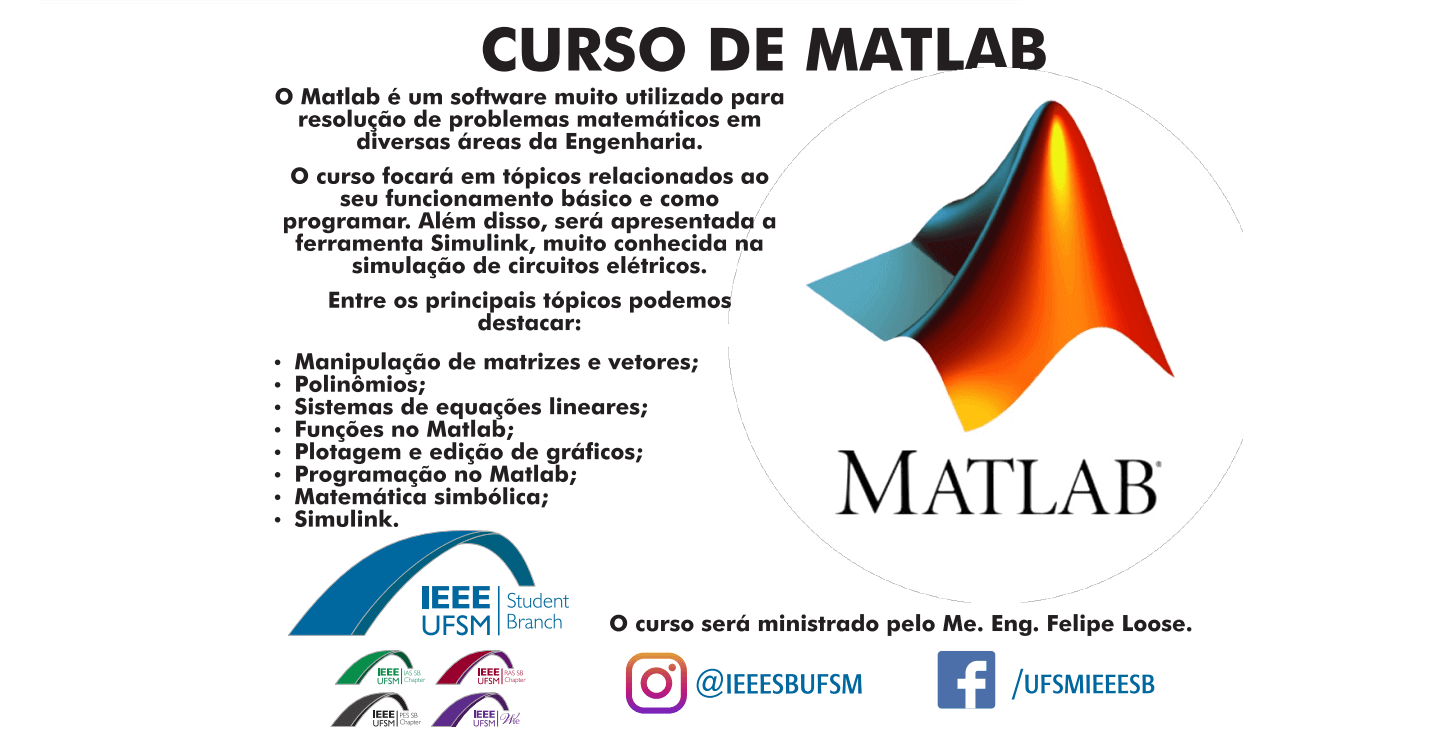 CURSO DE MATLAB
O Matlab é um software muito utilizado para
resolução de problemas matemáticos em
diversas áreas da Engenharia.
O curso focará em tópicos relacionados ao
seu funcionamento básico e como
programar. Além disso, será apresentada a
ferramenta Simulink, muito conhecida na
simulação de circuitos elétricos.
Entre os principais tópicos podemos
destacar:
• Manipulação de matrizes e vetores;
• Polinômios;
• Sistemas de equações lineares;
• Funções no Matlab;
• Plotagem e edição de gráficos;
• Programação no Matlab;
• Matemática simbólica;
• Simulink.
MATLAB®
IEEE UFSM
Student
Branch
O curso será ministrado pelo Me. Eng. Felipe Loose.
IEEE UFSM IAS SB Chapter
IEEE UFSM RAS SB Chapter
IEEE UFSM PES SB Chapter
IEEE UFSM Wie
@IEEESBUFSM
/UFSMIEEESB